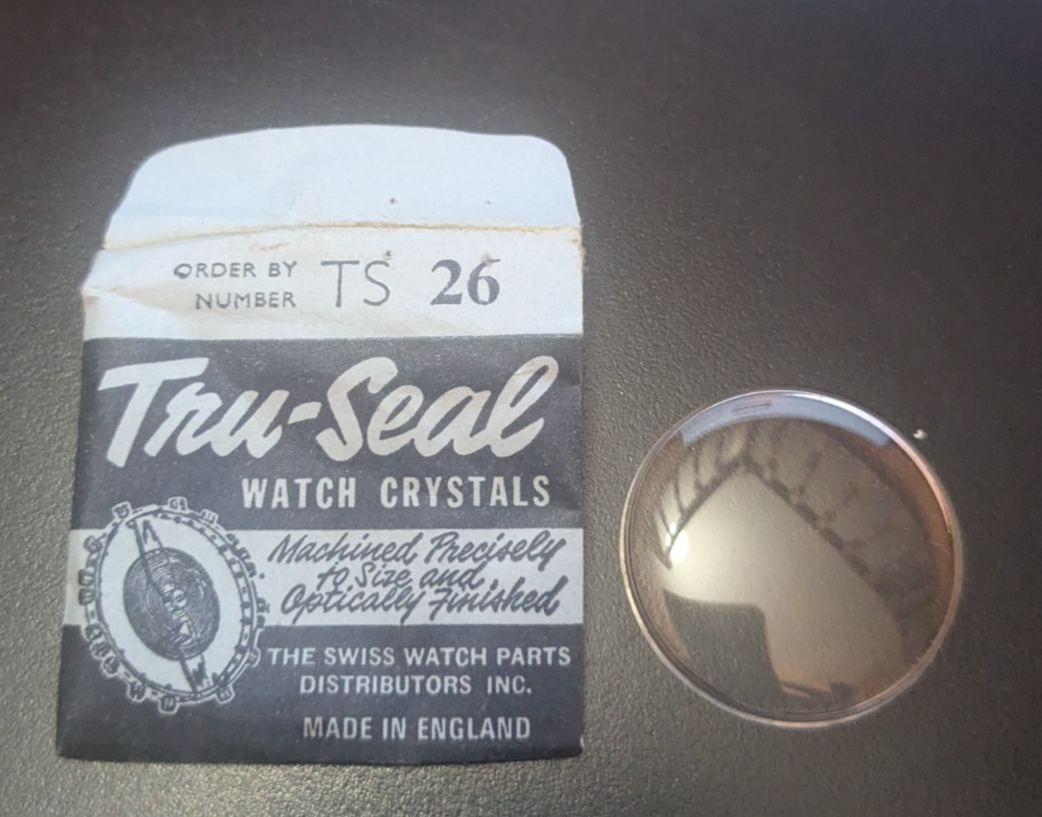 ORDER BY
NUMBER
TS 26
Tru-Seal
WATCH CRYSTALS
Machined Precisely
to Size and
Optically Finished
THE SWISS WATCH PARTS
DISTRIBUTORS INC.
MADE IN ENGLAND